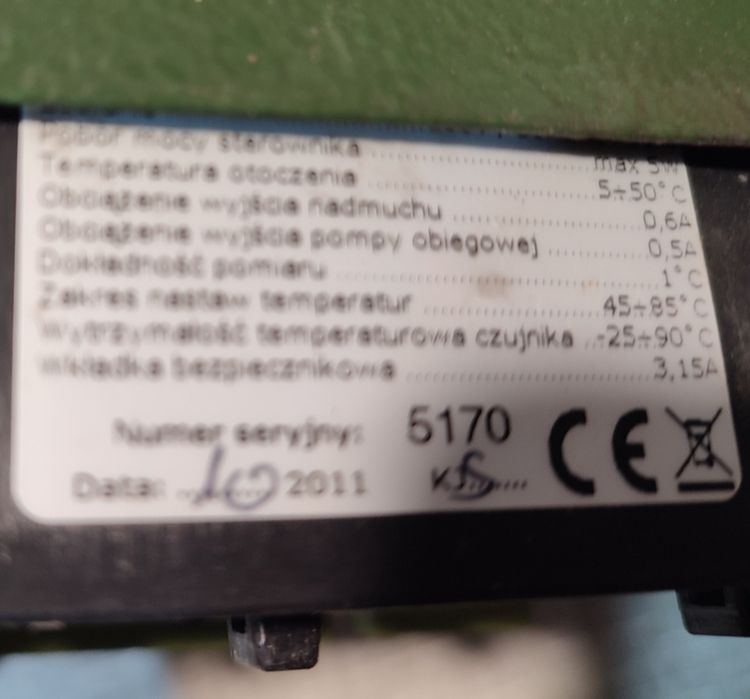 Pobór mocy sterownika ........................ max 5W
Temperatura otoczenia ........................ 5÷50°C
Obciążenie wyjścia nadmuchu ........................ 0,6A
Obciążenie wyjścia pompy obiegowej ................ 0,5A
Dokładność pomiaru ........................ 1°C
Zakres nastaw temperatur ........................ 45÷85°C
Wytrzymałość temperaturowa czujnika ..-25÷90°C
Wkładka bezpiecznikowa ........................ 3,15A
Numer seryjny: 5170 CE
Data: 10 2011